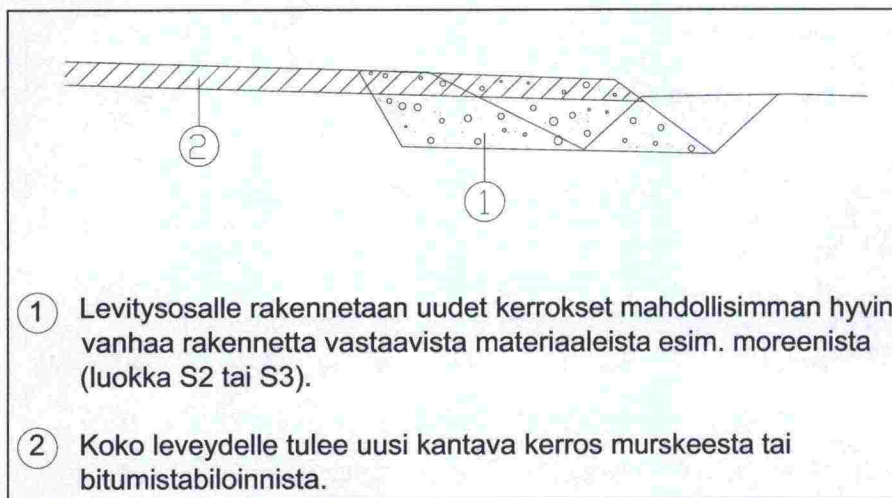 2
1
1 Levitysosalle rakennetaan uudet kerrokset mahdollisimman hyvin
vanhaa rakennetta vastaavista materiaaleista esim. moreenista
(luokka S2 tai S3).
2 Koko leveydelle tulee uusi kantava kerros murskeesta tai
bitumistabiloinnista.